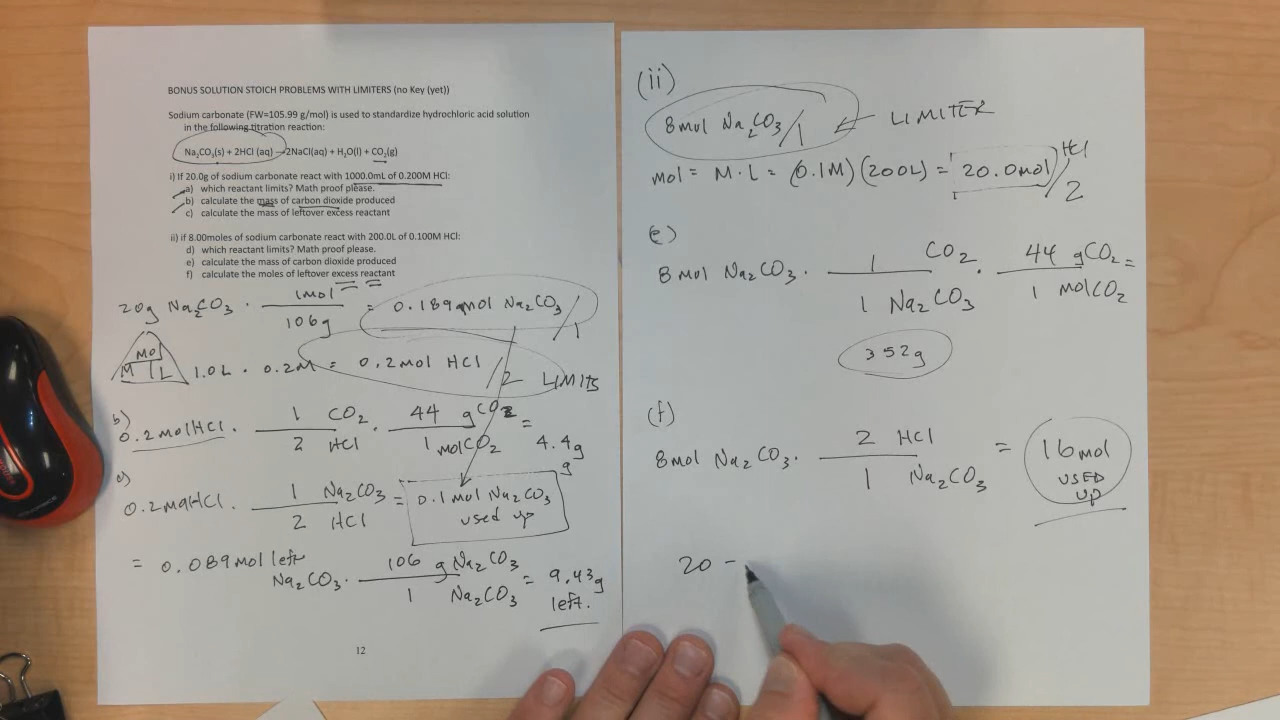 BONUS SOLUTION STOICH PROBLEMS WITH LIMITERS (no Key (yet))
Sodium carbonate (FW=105.99 g/mol) is used to standardize hydrochloric acid solution
in the following titration reaction:
Na₂CO₃(s) + 2HCl (aq) →2NaCl(aq) + H₂O(l) + CO₂(g)
i) If 20.0g of sodium carbonate react with 1000.0mL of 0.200M HCl:
a) which reactant limits? Math proof please.
b) calculate the mass of carbon dioxide produced
c) calculate the mass of leftover excess reactant
ii) if 8.00moles of sodium carbonate react with 200.0L of 0.100M HCl:
d) which reactant limits? Math proof please.
e) calculate the mass of carbon dioxide produced
f) calculate the moles of leftover excess reactant
20g Na₂CO₃ · 1mol / 106g = 0.189 mol Na₂CO₃ / 1
mol M L 1.0L · 0.2M = 0.2mol HCl / 2 LIMITS
b) 0.2molHCl · 1 CO₂ / 2 HCl · 44 gCO₂ / 1 molCO₂ = 4.4g
g
0.2molHCl · 1 Na₂CO₃ / 2 HCl = 0.1mol Na₂CO₃
used up
= 0.089mol left
Na₂CO₃ · 106 g Na₂CO₃ / 1 Na₂CO₃ = 9.43g
left.
12
(ii)
8mol Na₂CO₃ / 1 ← LIMITER
mol = M · L = (0.1M)(200L) = 20.0mol HCl / 2
e)
8mol Na₂CO₃ · 1 CO₂ / 1 Na₂CO₃ · 44 gCO₂ / 1 molCO₂ =
352g
(f)
8mol Na₂CO₃ · 2 HCl / 1 Na₂CO₃ = 16mol
USED
UP
20 -